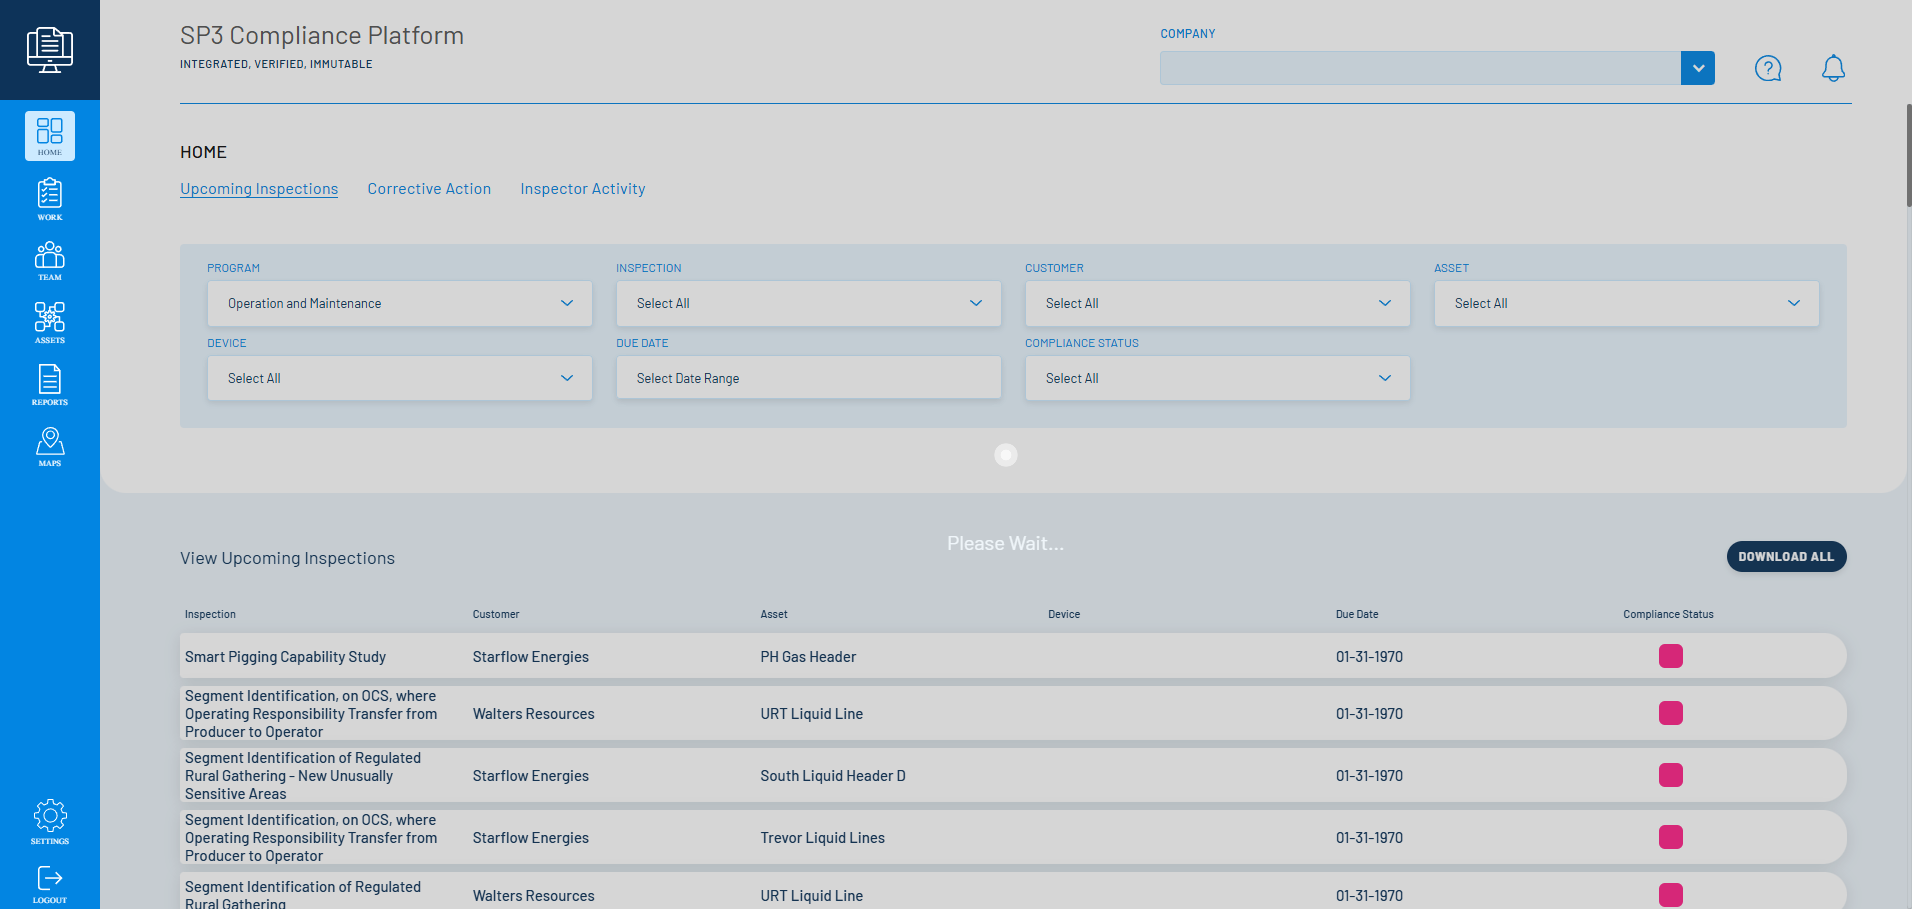 SP3 Compliance Platform
INTEGRATED, VERIFIED, IMMUTABLE
COMPANY
HOME
WORK
TEAM
ASSETS
REPORTS
MAPS
SETTINGS
LOGOUT
HOME
Upcoming Inspections Corrective Action Inspector Activity
PROGRAM INSPECTION CUSTOMER ASSET
Operation and Maintenance Select All Select All Select All
DEVICE DUE DATE COMPLIANCE STATUS
Select All Select Date Range Select All
Please Wait...
View Upcoming Inspections DOWNLOAD ALL
Inspection Customer Asset Device Due Date Compliance Status
Smart Pigging Capability Study Starflow Energies PH Gas Header 01-31-1970
Segment Identification, on OCS, where
Operating Responsibility Transfer from Walters Resources URT Liquid Line 01-31-1970
Producer to Operator
Segment Identification of Regulated
Rural Gathering - New Unusually Starflow Energies South Liquid Header D 01-31-1970
Sensitive Areas
Segment Identification, on OCS, where
Operating Responsibility Transfer from Starflow Energies Trevor Liquid Lines 01-31-1970
Producer to Operator
Segment Identification of Regulated
Rural Gathering Walters Resources URT Liquid Line 01-31-1970